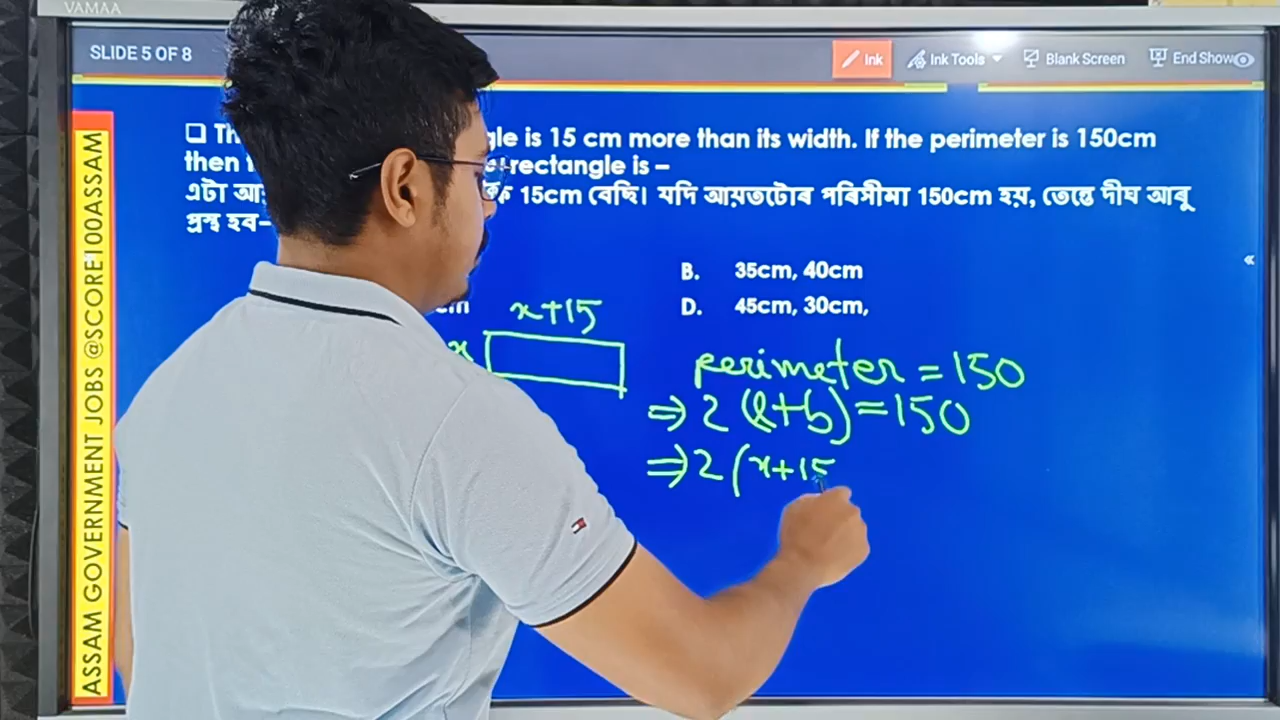 VAMAA
SLIDE 5 OF 8
Ink
Ink Tools
Blank Screen
End Show
ASSAM GOVERNMENT JOBS @SCORE100ASSAM
is 15 cm more than its width. If the perimeter is 150cm
then rectangle is –
এটা 15cm বেছি। যদি আয়তটোৰ পৰিসীমা 150cm হয়, তেন্তে দীঘ আৰু
প্ৰস্থ হব–
B. 35cm, 40cm
D. 45cm, 30cm,
x+15
x
perimeter = 150
⇒ 2 (l+b) = 150
⇒ 2 (x+15